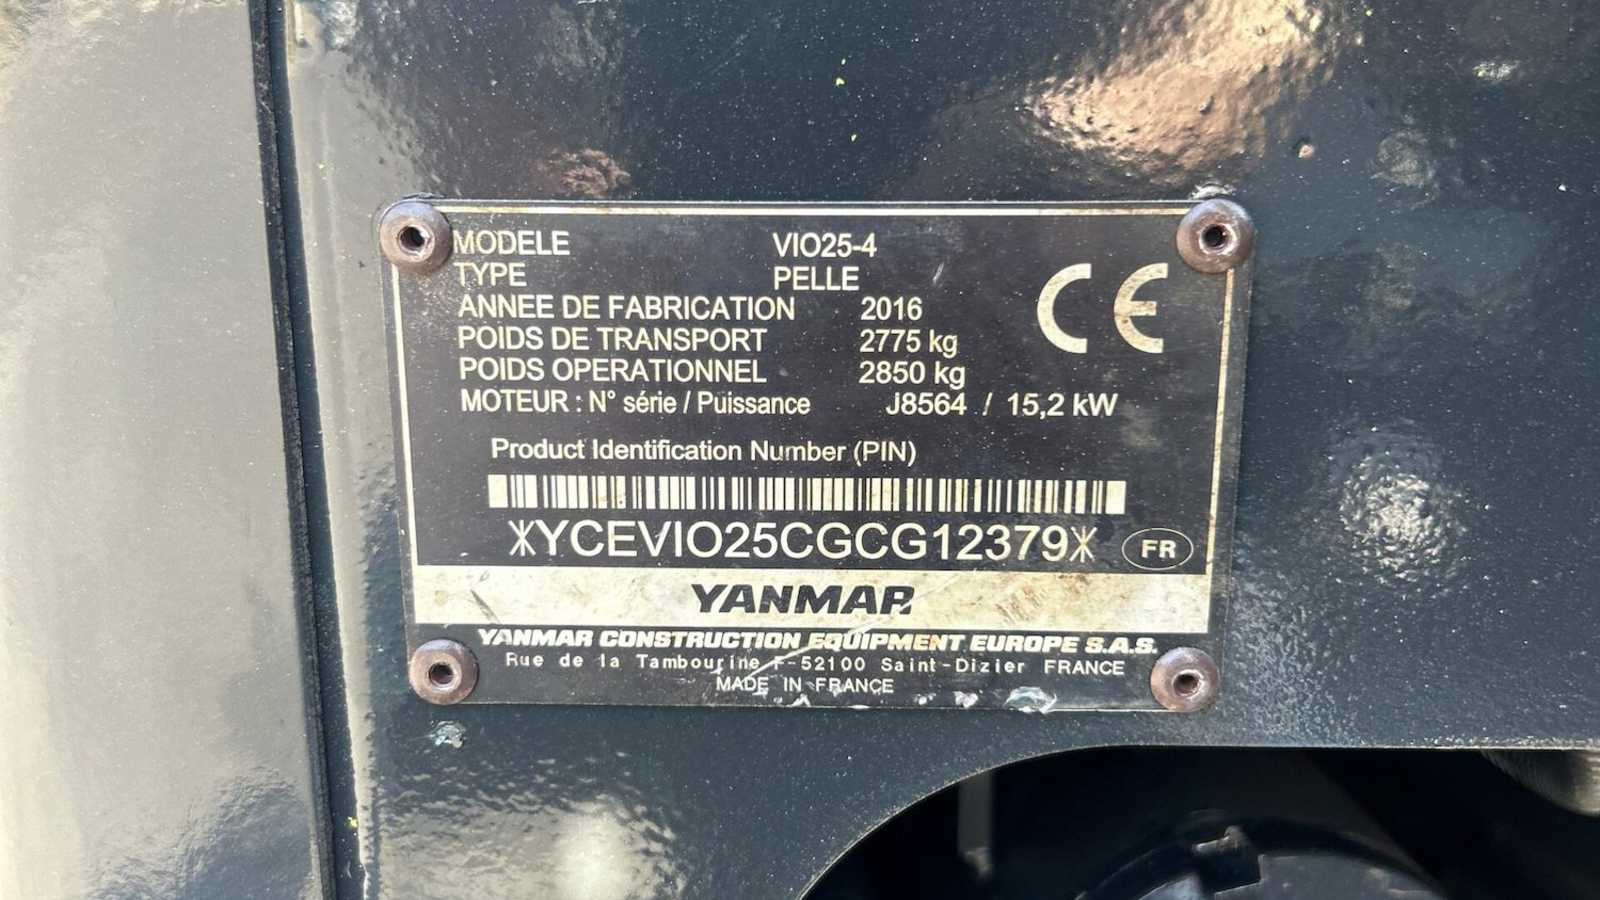 MODELE VIO25-4
TYPE PELLE
ANNEE DE FABRICATION 2016
POIDS DE TRANSPORT 2775 kg
POIDS OPERATIONNEL 2850 kg
MOTEUR : N° série / Puissance J8564 / 15,2 kW
CE
Product Identification Number (PIN)
*YCEVIO25CGCG12379*
FR
YANMAR
YANMAR CONSTRUCTION EQUIPMENT EUROPE S.A.S.
Rue de la Tambourine F-52100 Saint-Dizier FRANCE
MADE IN FRANCE